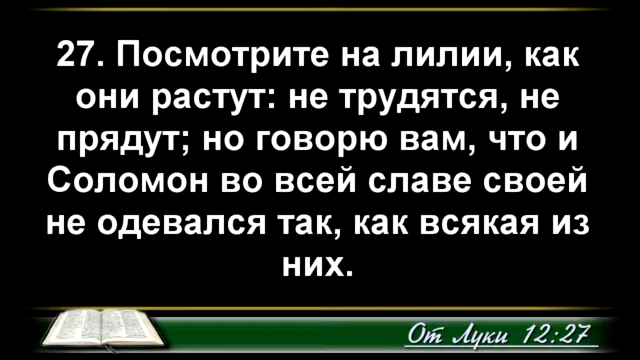 27. Посмотрите на лилии, как
они растут: не трудятся, не
прядут; но говорю вам, что и
Соломон во всей славе своей
не одевался так, как всякая из
них.
От Луки 12:27